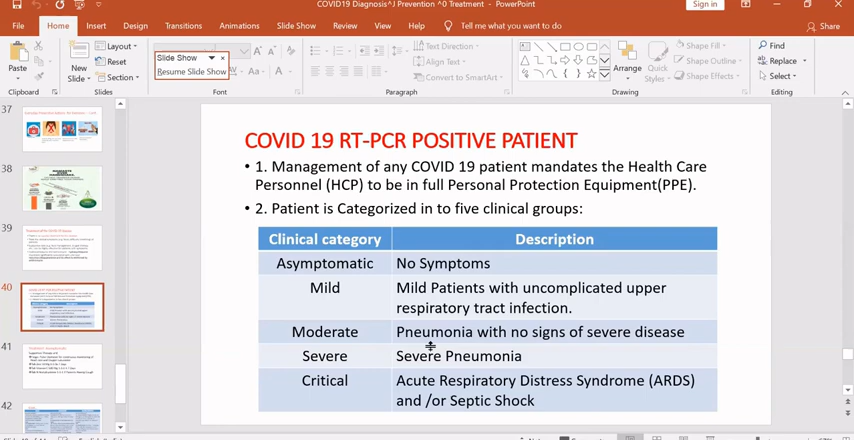 COVID19 Diagnosis^J Prevention ^0 Treatment - PowerPoint
Sign in
File Home Insert Design Transitions Animations Slide Show Review View Help Tell me what you want to do Share
Paste
New Slide
Layout
Reset
Section
Slide Show
Resume Slide Show
Aa
A
Text Direction
Align Text
Convert to SmartArt
Arrange
Quick Styles
Shape Fill
Shape Outline
Shape Effects
Find
Replace
Select
Clipboard Slides Paragraph Drawing Editing
37
38
39
40
41
42
COVID 19 RT-PCR POSITIVE PATIENT
• 1. Management of any COVID 19 patient mandates the Health Care
Personnel (HCP) to be in full Personal Protection Equipment(PPE).
• 2. Patient is Categorized in to five clinical groups:
Clinical category Description
Asymptomatic No Symptoms
Mild Mild Patients with uncomplicated upper
respiratory tract infection.
Moderate Pneumonia with no signs of severe disease
Severe Severe Pneumonia
Critical Acute Respiratory Distress Syndrome (ARDS)
and /or Septic Shock